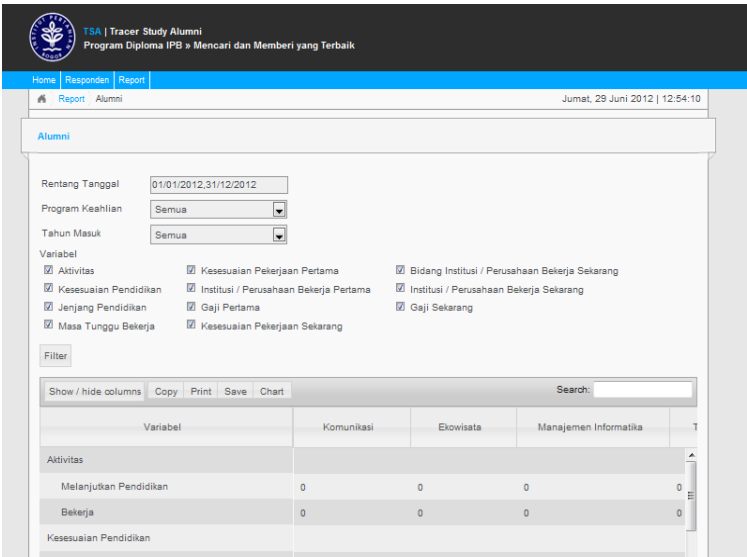 INSTITUT PERTANIAN
BOGOR
TSA | Tracer Study Alumni
Program Diploma IPB » Mencari dan Memberi yang Terbaik
Home Responden Report
Report Alumni Jumat, 29 Juni 2012 | 12:54:10
Alumni
Rentang Tanggal 01/01/2012,31/12/2012
Program Keahlian Semua
Tahun Masuk Semua
Variabel
Aktivitas Kesesuaian Pekerjaan Pertama Bidang Institusi / Perusahaan Bekerja Sekarang
Kesesuaian Pendidikan Institusi / Perusahaan Bekerja Pertama Institusi / Perusahaan Bekerja Sekarang
Jenjang Pendidikan Gaji Pertama Gaji Sekarang
Masa Tunggu Bekerja Kesesuaian Pekerjaan Sekarang
Filter
Show / hide columns Copy Print Save Chart Search:
Variabel Komunikasi Ekowisata Manajemen Informatika T
Aktivitas
Melanjutkan Pendidikan 0 0 0 0
Bekerja 0 0 0 0
Kesesuaian Pendidikan